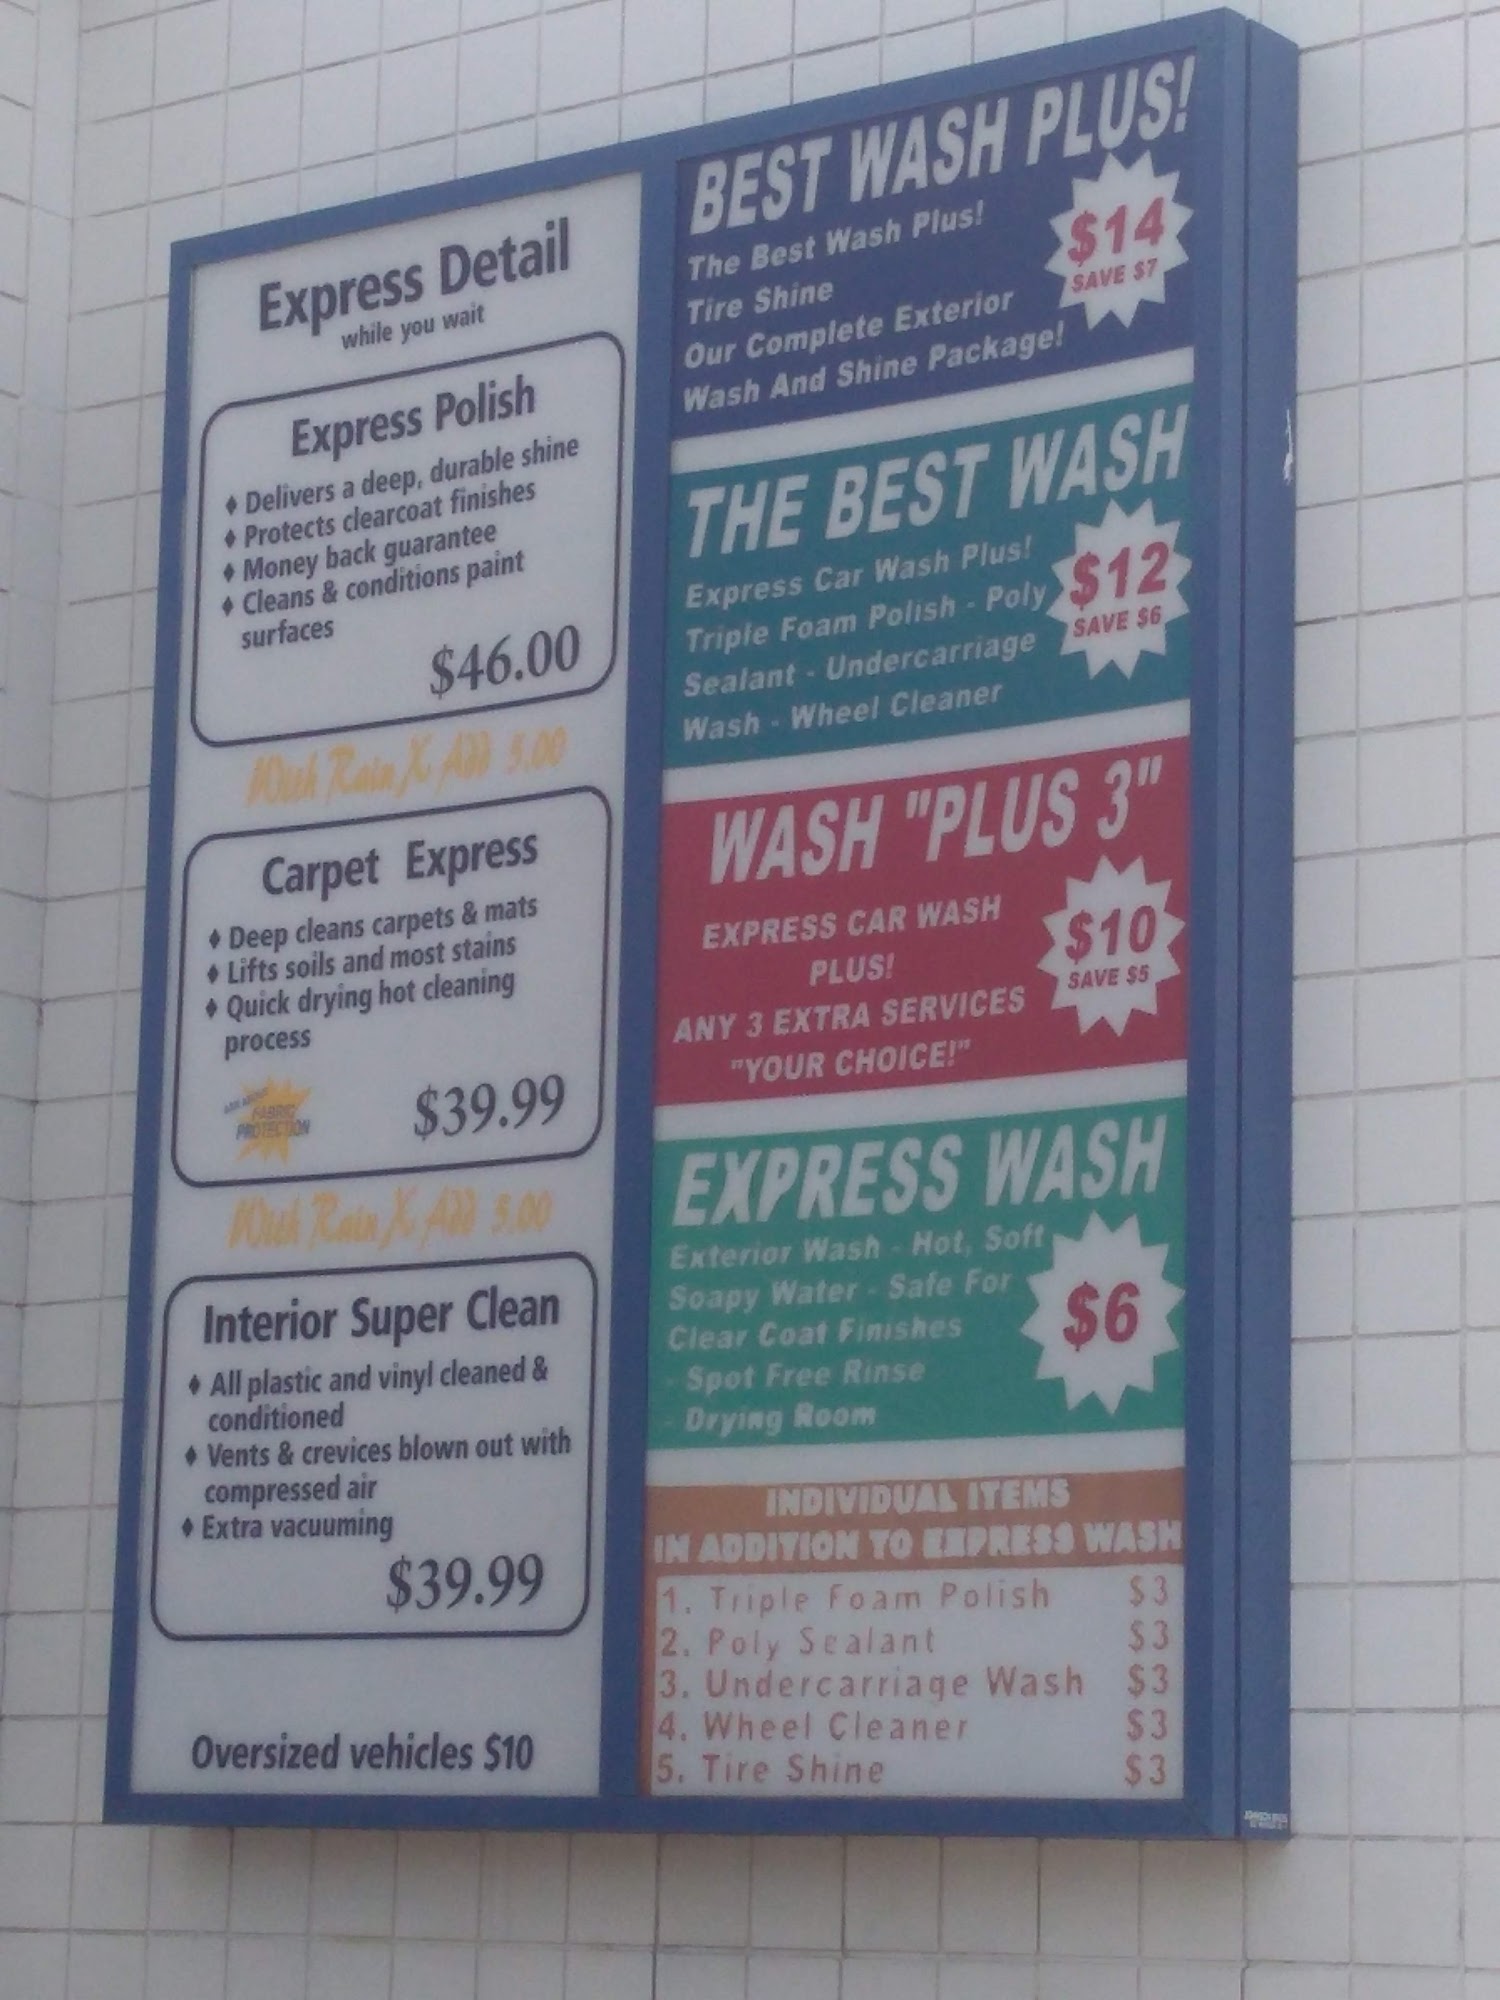 Express Detail
while you wait
Express Polish
♦ Delivers a deep, durable shine
♦ Protects clearcoat finishes
♦ Money back guarantee
♦ Cleans & conditions paint
surfaces
$46.00
With Rain X Add 5.00
Carpet Express
♦ Deep cleans carpets & mats
♦ Lifts soils and most stains
♦ Quick drying hot cleaning
process
ASK ABOUT
FABRIC
PROTECTION
$39.99
With Rain X Add 5.00
Interior Super Clean
♦ All plastic and vinyl cleaned &
conditioned
♦ Vents & crevices blown out with
compressed air
♦ Extra vacuuming
$39.99
Oversized vehicles $10
BEST WASH PLUS!
The Best Wash Plus!
Tire Shine
Our Complete Exterior
Wash And Shine Package!
$14
SAVE $7
THE BEST WASH
Express Car Wash Plus!
Triple Foam Polish - Poly
Sealant - Undercarriage
Wash - Wheel Cleaner
$12
SAVE $6
WASH "PLUS 3"
EXPRESS CAR WASH
PLUS!
ANY 3 EXTRA SERVICES
"YOUR CHOICE!"
$10
SAVE $5
EXPRESS WASH
Exterior Wash - Hot, Soft
Soapy Water - Safe For
Clear Coat Finishes
- Spot Free Rinse
- Drying Room
$6
INDIVIDUAL ITEMS
IN ADDITION TO EXPRESS WASH
1. Triple Foam Polish $3
2. Poly Sealant $3
3. Undercarriage Wash $3
4. Wheel Cleaner $3
5. Tire Shine $3